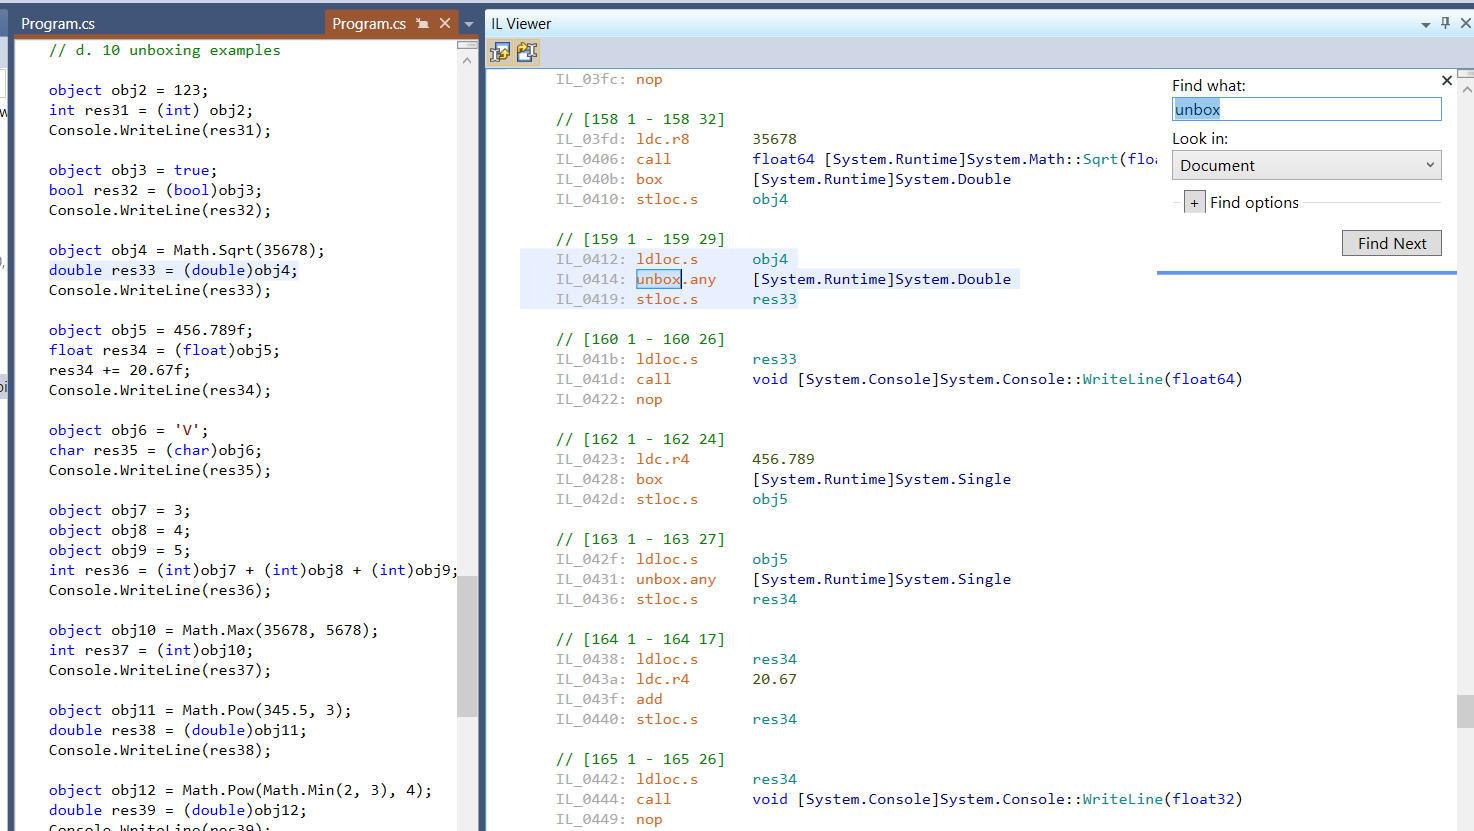 Program.cs
Program.cs
// d. 10 unboxing examples
object obj2 = 123;
int res31 = (int) obj2;
Console.WriteLine(res31);
object obj3 = true;
bool res32 = (bool)obj3;
Console.WriteLine(res32);
object obj4 = Math.Sqrt(35678);
double res33 = (double)obj4;
Console.WriteLine(res33);
object obj5 = 456.789f;
float res34 = (float)obj5;
res34 += 20.67f;
Console.WriteLine(res34);
object obj6 = 'V';
char res35 = (char)obj6;
Console.WriteLine(res35);
object obj7 = 3;
object obj8 = 4;
object obj9 = 5;
int res36 = (int)obj7 + (int)obj8 + (int)obj9;
Console.WriteLine(res36);
object obj10 = Math.Max(35678, 5678);
int res37 = (int)obj10;
Console.WriteLine(res37);
object obj11 = Math.Pow(345.5, 3);
double res38 = (double)obj11;
Console.WriteLine(res38);
object obj12 = Math.Pow(Math.Min(2, 3), 4);
double res39 = (double)obj12;
Console.WriteLine(res39);
IL Viewer
IL_03fc: nop
// [158 1 - 158 32]
IL_03fd: ldc.r8 35678
IL_0406: call float64 [System.Runtime]System.Math::Sqrt(floa
IL_040b: box [System.Runtime]System.Double
IL_0410: stloc.s obj4
// [159 1 - 159 29]
IL_0412: ldloc.s obj4
IL_0414: unbox.any [System.Runtime]System.Double
IL_0419: stloc.s res33
// [160 1 - 160 26]
IL_041b: ldloc.s res33
IL_041d: call void [System.Console]System.Console::WriteLine(float64)
IL_0422: nop
// [162 1 - 162 24]
IL_0423: ldc.r4 456.789
IL_0428: box [System.Runtime]System.Single
IL_042d: stloc.s obj5
// [163 1 - 163 27]
IL_042f: ldloc.s obj5
IL_0431: unbox.any [System.Runtime]System.Single
IL_0436: stloc.s res34
// [164 1 - 164 17]
IL_0438: ldloc.s res34
IL_043a: ldc.r4 20.67
IL_043f: add
IL_0440: stloc.s res34
// [165 1 - 165 26]
IL_0442: ldloc.s res34
IL_0444: call void [System.Console]System.Console::WriteLine(float32)
IL_0449: nop
Find what:
unbox
Look in:
Document
+ Find options
Find Next